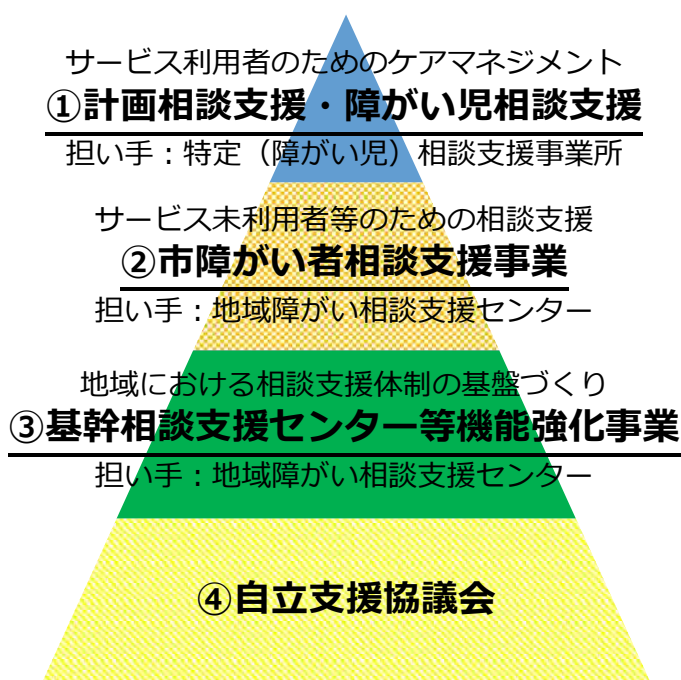 サービス利用者のためのケアマネジメント
①計画相談支援・障がい児相談支援
担い手：特定（障がい児）相談支援事業所
サービス未利用者等のための相談支援
②市障がい者相談支援事業
担い手：地域障がい相談支援センター
地域における相談支援体制の基盤づくり
③基幹相談支援センター等機能強化事業
担い手：地域障がい相談支援センター
④自立支援協議会